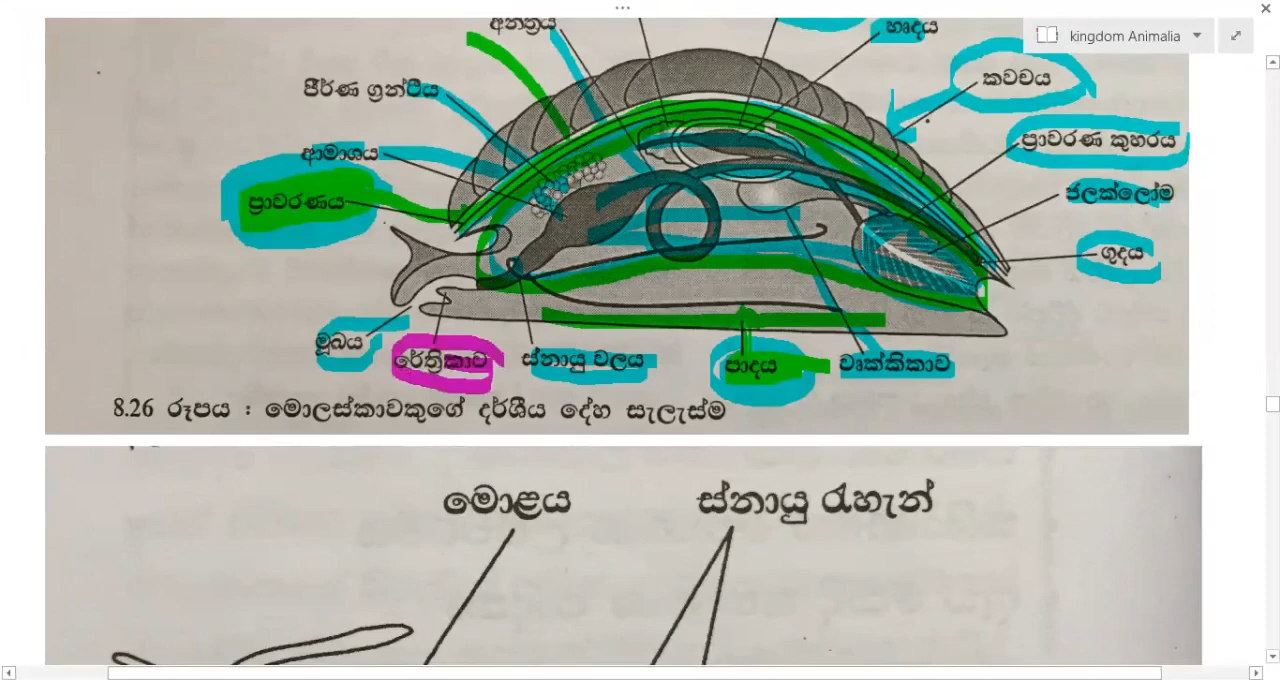 kingdom Animalia
අන්ත්‍රය
හෘදය
කවචය
ජීර්ණ ග්‍රන්ථිය
ආමාශය
ප්‍රාවරණය
ප්‍රාවරණ කුහරය
ජලක්ලෝම
ගුදය
මුඛය
රේත්‍රිකාව
ස්නායු වලය
පාදය
වෘක්කිකාව
8.26 රූපය : මොලස්කාවකුගේ දර්ශීය දේහ සැලැස්ම
මොළය
ස්නායු රැහැන්